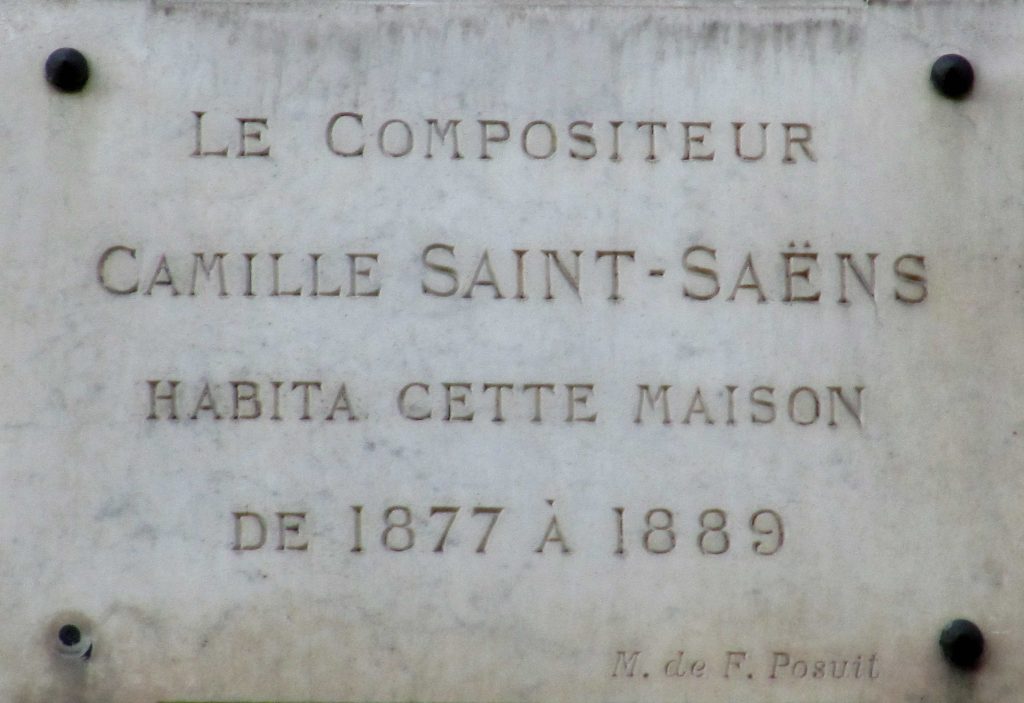 LE COMPOSITEUR
CAMILLE SAINT-SAËNS
HABITA CETTE MAISON
DE 1877 À 1889
M. de F. Posuit